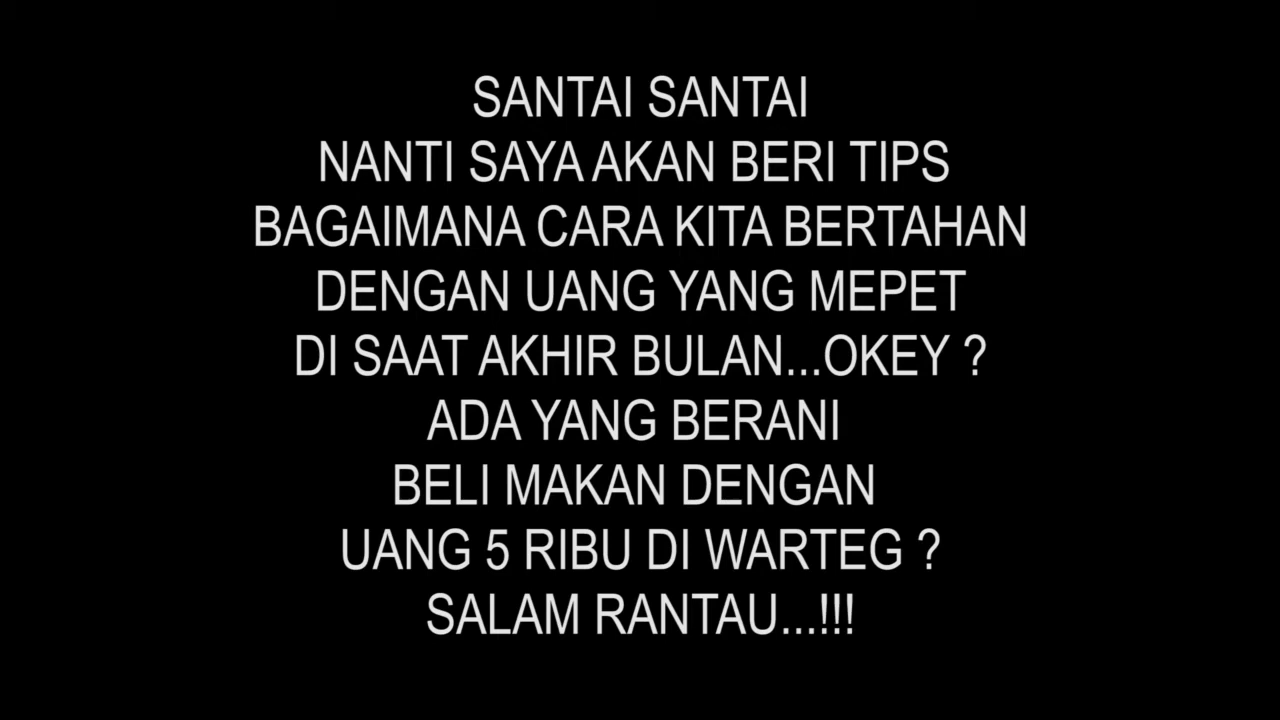 SANTAI SANTAI
NANTI SAYA AKAN BERI TIPS
BAGAIMANA CARA KITA BERTAHAN
DENGAN UANG YANG MEPET
DI SAAT AKHIR BULAN...OKEY ?
ADA YANG BERANI
BELI MAKAN DENGAN
UANG 5 RIBU DI WARTEG ?
SALAM RANTAU...!!!